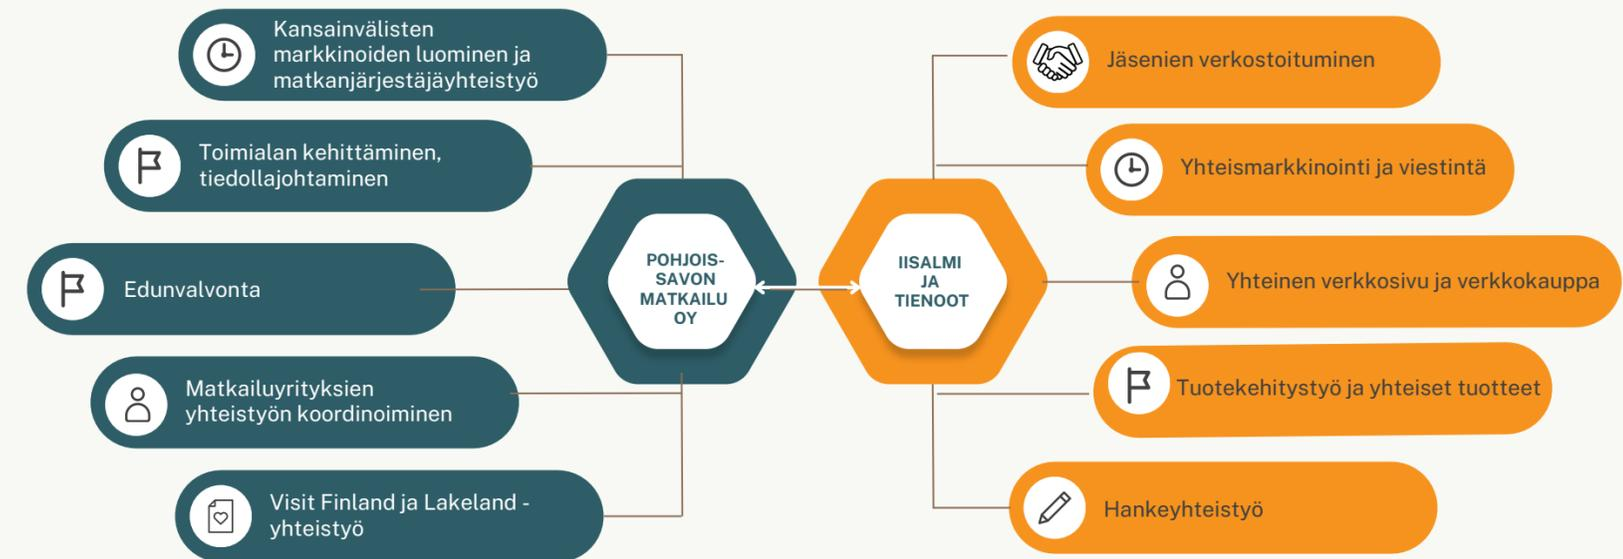 Kansainvälisten
markkinoiden luominen ja
matkanjärjestäjäyhteistyö
Toimialan kehittäminen,
tiedollajohtaminen
Edunvalvonta
Matkailuyrityksien
yhteistyön koordinoiminen
Visit Finland ja Lakeland -
yhteistyö
POHJOIS-
SAVON
MATKAILU
OY
IISALMI
JA
TIENOOT
Jäsenien verkostoituminen
Yhteismarkkinointi ja viestintä
Yhteinen verkkosivu ja verkkokauppa
Tuotekehitystyö ja yhteiset tuotteet
Hankeyhteistyö